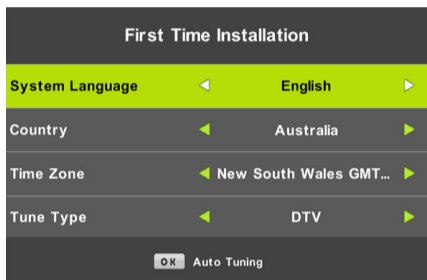 First Time Installation
System Language English
Country Australia
Time Zone New South Wales GMT...
Tune Type DTV
OK Auto Tuning